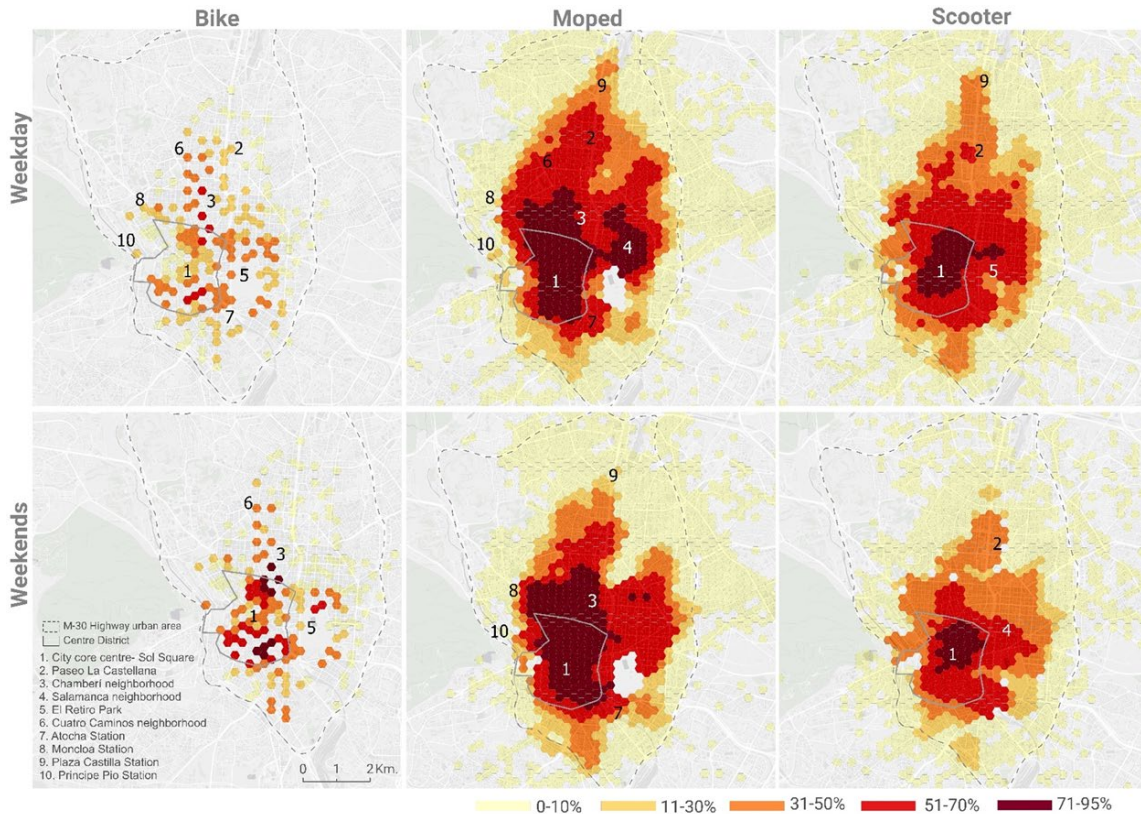 Bike
Moped
Scooter
Weekday
6
2
8
3
10
1
5
7
9
2
6
8
3
10
4
1
7
9
2
1
5
Weekends
6
3
1
5
9
8
3
10
1
7
2
4
1
M-30 Highway urban area
Centre District
1. City core centre- Sol Square
2. Paseo La Castellana
3. Chamberí neighborhood
4. Salamanca neighborhood
5. El Retiro Park
6. Cuatro Caminos neighborhood
7. Atocha Station
8. Moncloa Station
9. Plaza Castilla Station
10. Principe Pio Station
0 1 2 Km.
0-10% 11-30% 31-50% 51-70% 71-95%